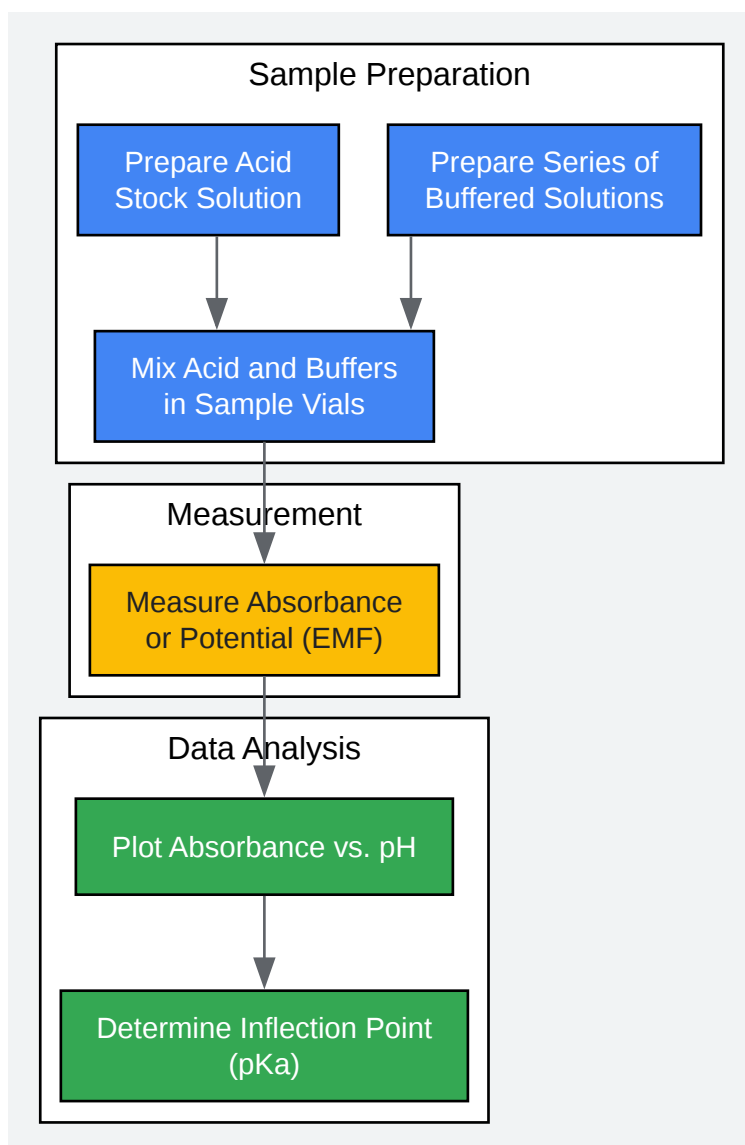 Sample Preparation
Prepare Acid
Stock Solution
Prepare Series of
Buffered Solutions
Mix Acid and Buffers
in Sample Vials
Measurement
Measure Absorbance
or Potential (EMF)
Data Analysis
Plot Absorbance vs. pH
Determine Inflection Point
(pKa)